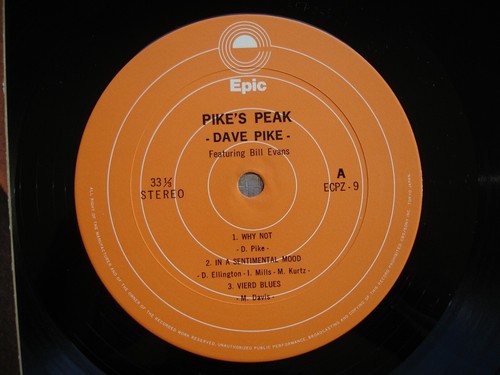 Epic
PIKE'S PEAK
- DAVE PIKE -
Featuring Bill Evans
33⅓
STEREO
A
ECPZ-9
1. WHY NOT
- D. Pike -
2. IN A SENTIMENTAL MOOD
- D. Ellington - I. Mills - M. Kurtz -
3. VIERD BLUES
- M. Davis -